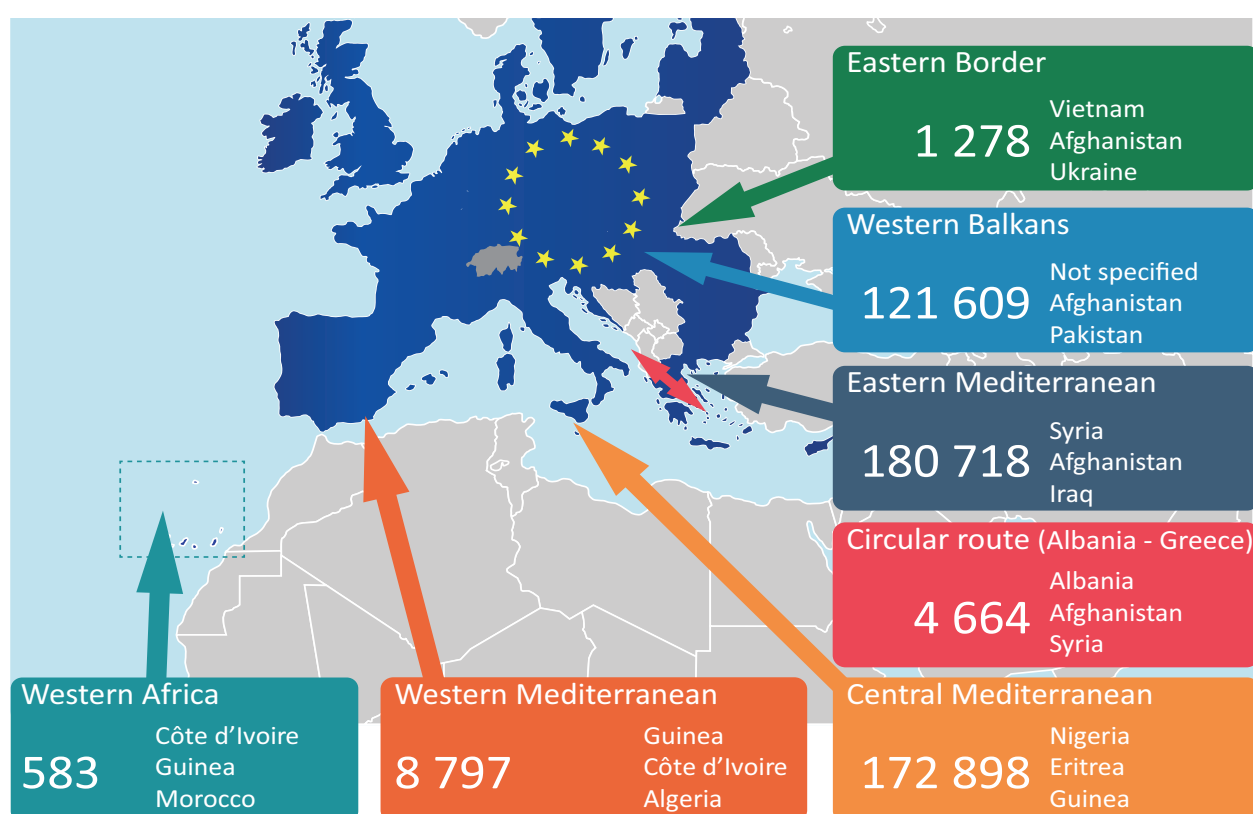 Eastern Border
1 278
Vietnam
Afghanistan
Ukraine
Western Balkans
121 609
Not specified
Afghanistan
Pakistan
Eastern Mediterranean
180 718
Syria
Afghanistan
Iraq
Circular route (Albania - Greece)
4 664
Albania
Afghanistan
Syria
Western Africa
583
Côte d’Ivoire
Guinea
Morocco
Western Mediterranean
8 797
Guinea
Côte d’Ivoire
Algeria
Central Mediterranean
172 898
Nigeria
Eritrea
Guinea